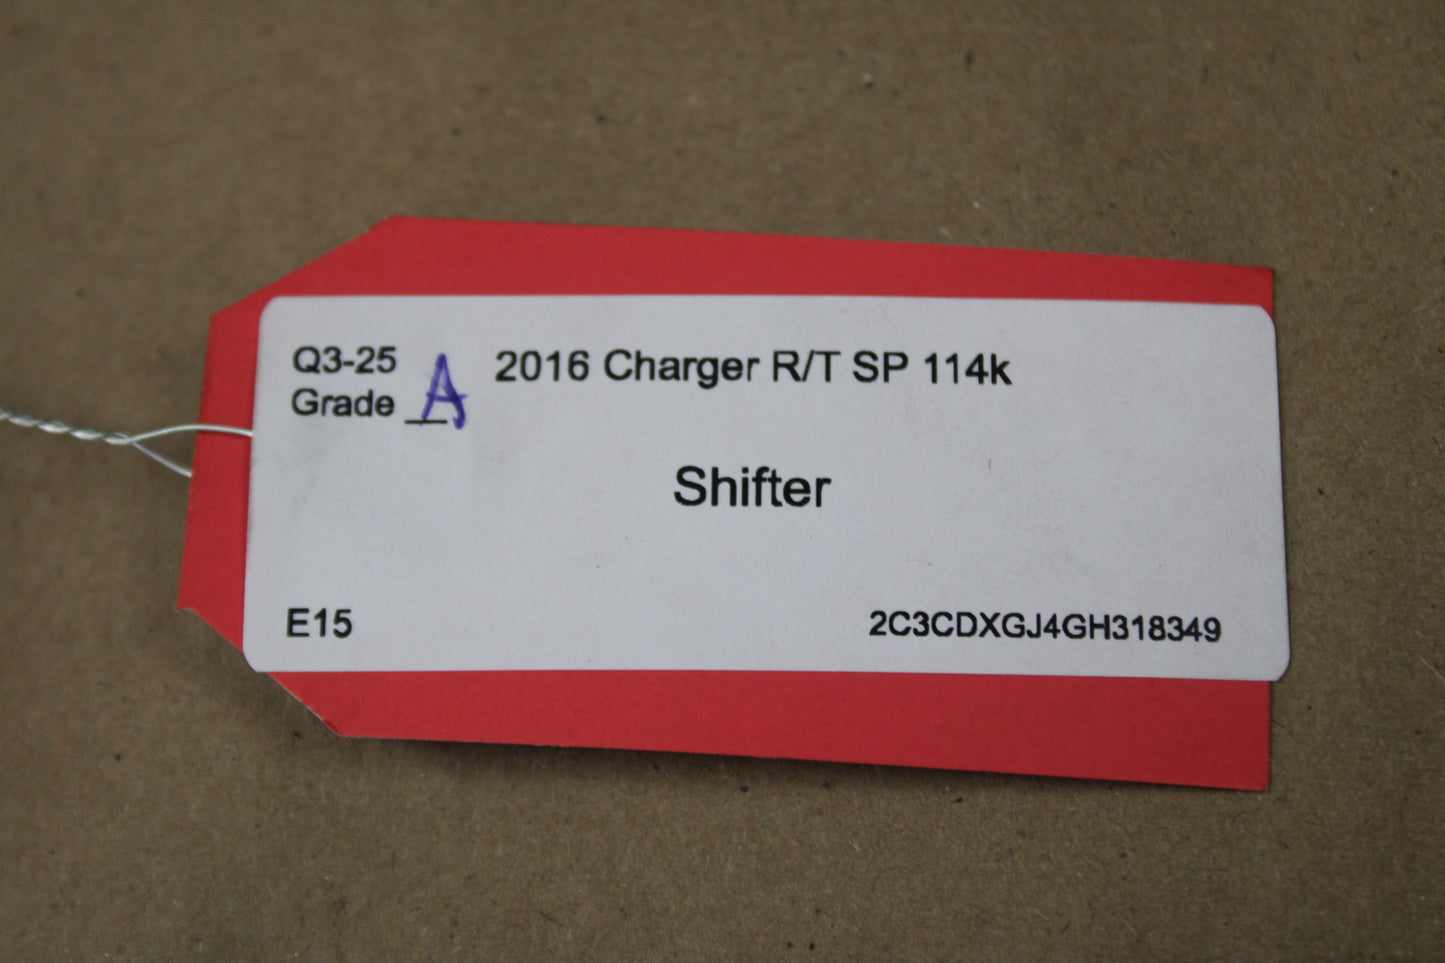 Q3-25
Grade A
2016 Charger R/T SP 114k
Shifter
E15
2C3CDXGJ4GH318349